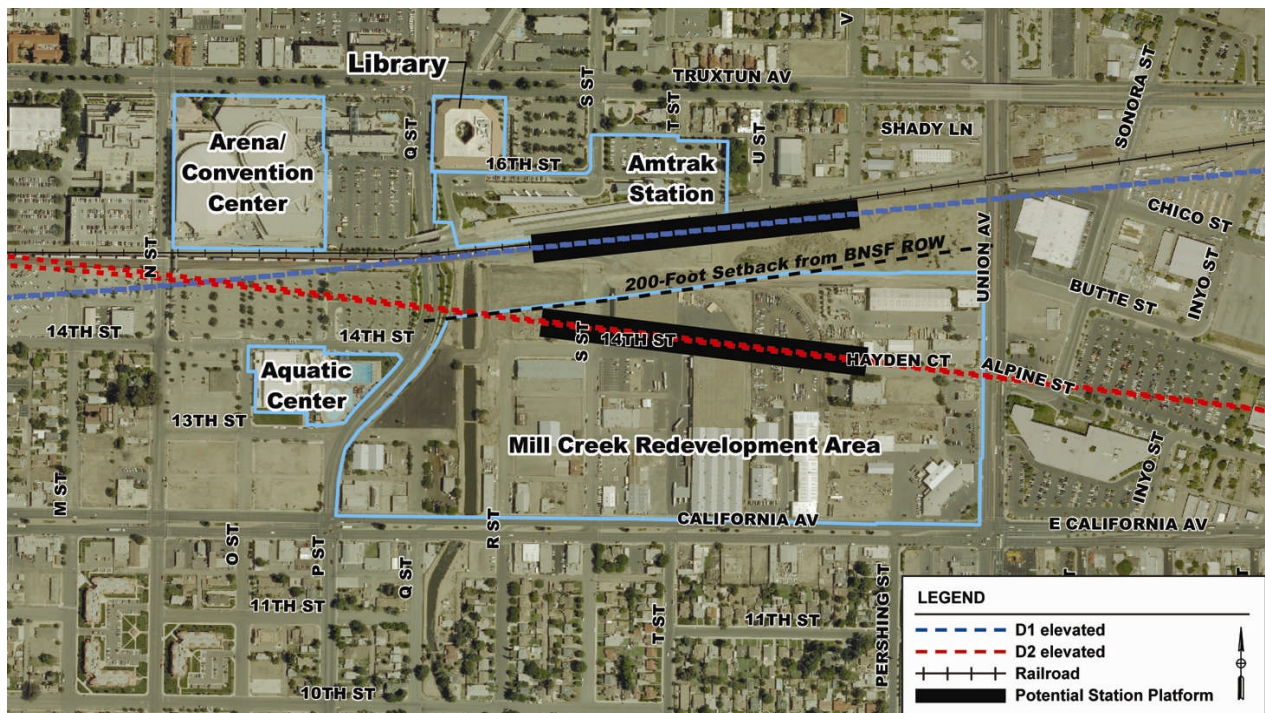 Library
TRUXTUN AV
S ST
V
SONORA ST
Arena/
Convention
Center
Q ST
16TH ST
T ST
U ST
SHADY LN
Amtrak
Station
CHICO ST
N ST
200-Foot Setback from BNSF ROW
UNION AV
INYO ST
BUTTE ST
14TH ST
14TH ST
S ST
14TH ST
HAYDEN CT
ALPINE ST
Aquatic
Center
13TH ST
Mill Creek Redevelopment Area
INYO ST
M ST
O ST
P ST
R ST
CALIFORNIA AV
E CALIFORNIA AV
Q ST
11TH ST
T ST
11TH ST
PERSHING ST
10TH ST
LEGEND
D1 elevated
D2 elevated
Railroad
Potential Station Platform